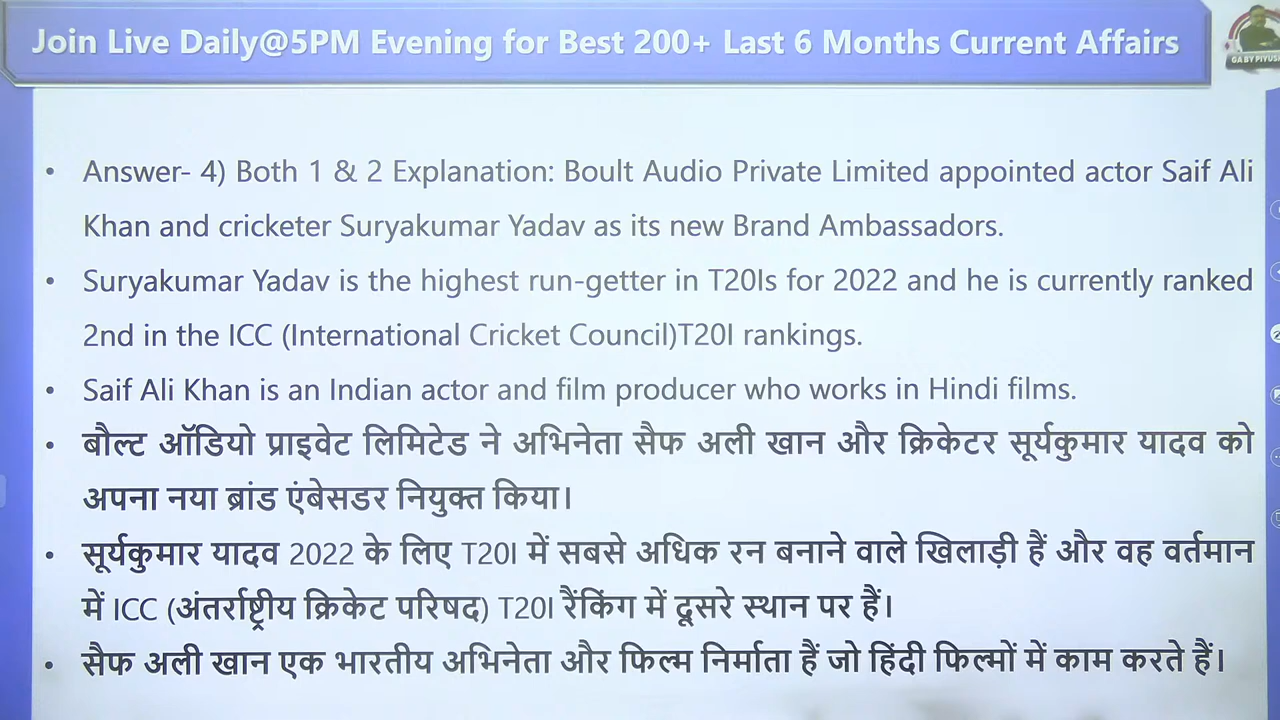 Join Live Daily@5PM Evening for Best 200+ Last 6 Months Current Affairs
GA BY PIYUSH
• Answer- 4) Both 1 & 2 Explanation: Boult Audio Private Limited appointed actor Saif Ali
Khan and cricketer Suryakumar Yadav as its new Brand Ambassadors.
• Suryakumar Yadav is the highest run-getter in T20Is for 2022 and he is currently ranked
2nd in the ICC (International Cricket Council)T20I rankings.
• Saif Ali Khan is an Indian actor and film producer who works in Hindi films.
• बौल्ट ऑडियो प्राइवेट लिमिटेड ने अभिनेता सैफ अली खान और क्रिकेटर सूर्यकुमार यादव को
अपना नया ब्रांड एंबेसडर नियुक्त किया।
• सूर्यकुमार यादव 2022 के लिए T20I में सबसे अधिक रन बनाने वाले खिलाड़ी हैं और वह वर्तमान
में ICC (अंतर्राष्ट्रीय क्रिकेट परिषद) T20I रैंकिंग में दूसरे स्थान पर हैं।
• सैफ अली खान एक भारतीय अभिनेता और फिल्म निर्माता हैं जो हिंदी फिल्मों में काम करते हैं।